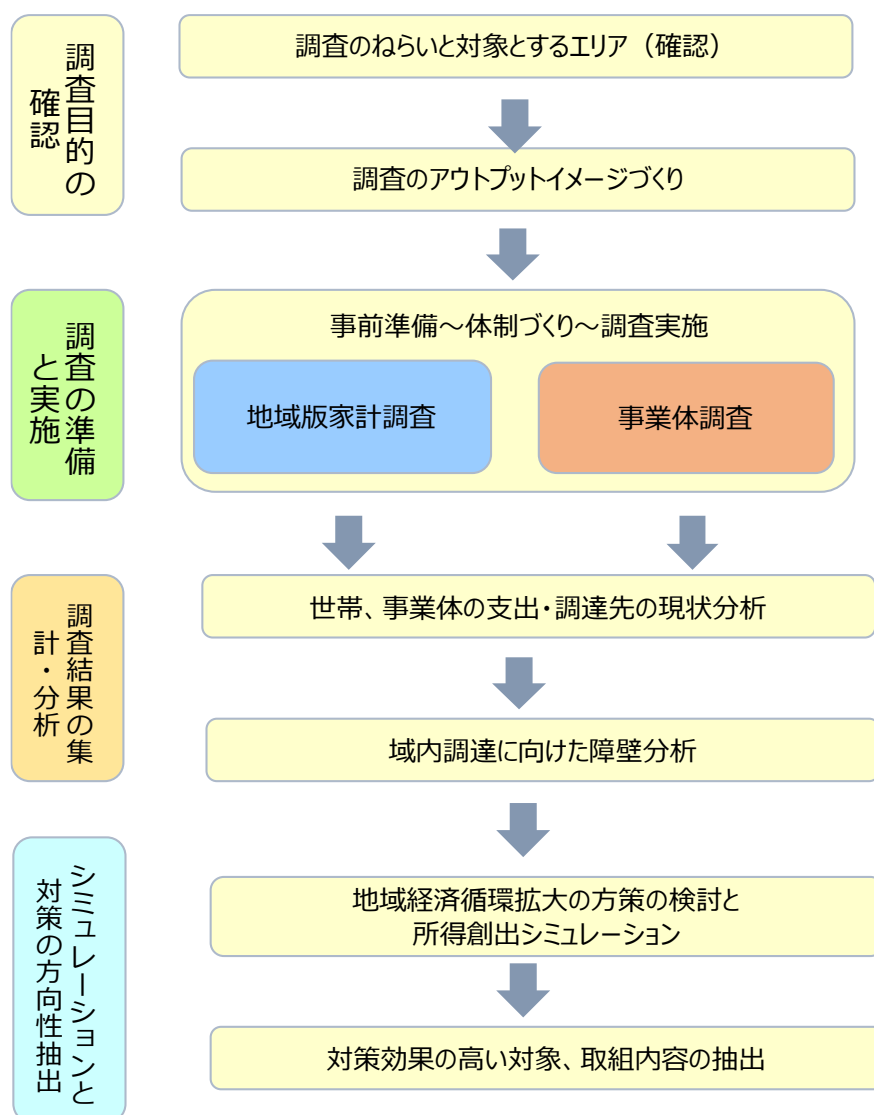 調査目的の
確認
調査のねらいと対象とするエリア（確認）
調査のアウトプットイメージづくり
調査の準備
と実施
事前準備～体制づくり～調査実施
地域版家計調査
事業体調査
調査結果の集
計・分析
世帯、事業体の支出・調達先の現状分析
域内調達に向けた障壁分析
シミュレーションと
対策の方向性抽出
地域経済循環拡大の方策の検討と
所得創出シミュレーション
対策効果の高い対象、取組内容の抽出